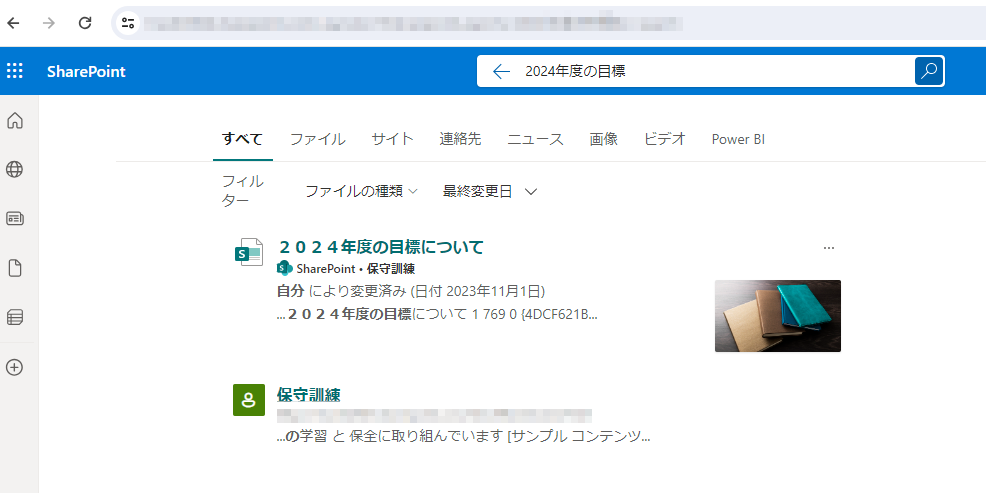 SharePoint
2024年度の目標
すべて ファイル サイト 連絡先 ニュース 画像 ビデオ Power BI
フィル
ター
ファイルの種類 最終変更日
２０２４年度の目標について
S SharePoint • 保守訓練
自分 により変更済み (日付 2023年11月1日)
...２０２４年度の目標について 1 769 0 {4DCF621B...
保守訓練
...の学習 と 保全に取り組んでいます [サンプル コンテンツ...